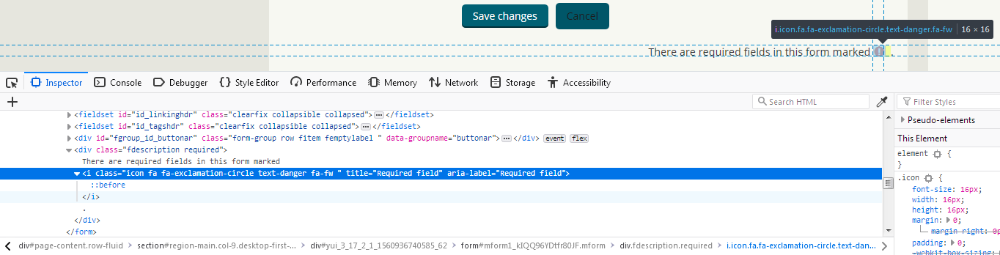 Save changes Cancel
i.icon.fa.fa-exclamation-circle.text-danger.fa-fw 16 × 16
There are required fields in this form marked .
Inspector Console Debugger {} Style Editor Performance Memory Network Storage Accessibility
+ Search HTML Filter Styles
<fieldset id="id_linkinghdr" class="clearfix collapsible collapsed"> ••• </fieldset>
<fieldset id="id_tagshdr" class="clearfix collapsible collapsed"> ••• </fieldset>
<div id="fgroup_id_buttonar" class="form-group row fitem femptylabel " data-groupname="buttonar"> ••• </div> event flex
<div class="fdescription required">
There are required fields in this form marked
<i class="icon fa fa-exclamation-circle text-danger fa-fw " title="Required field" aria-label="Required field">
::before
</i>
.
</div>
</form>
Pseudo-elements
This Element
element {
}
.icon {
font-size: 16px;
width: 16px;
height: 16px;
margin: 0;
margin-right: 0p
padding: 0;
-webkit-box-sizing:
div#page-content.row-fluid > section#region-main.col-9.desktop-first-... > div#yui_3_17_2_1_1560936740585_62 > form#mform1_kIQQ96YDtfr80JF.mform > div.fdescription.required > i.icon.fa.fa-exclamation-circle.text-dan...